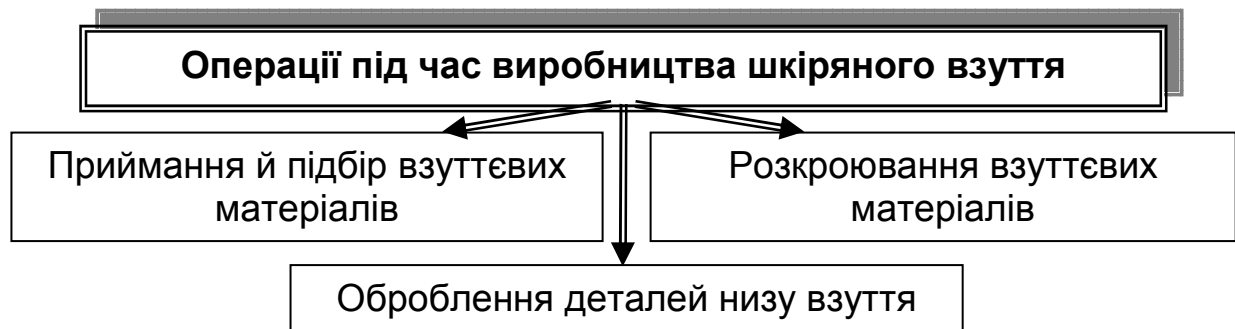 Операції під час виробництва шкіряного взуття
Приймання й підбір взуттєвих
матеріалів
Розкроювання взуттєвих
матеріалів
Оброблення деталей низу взуття